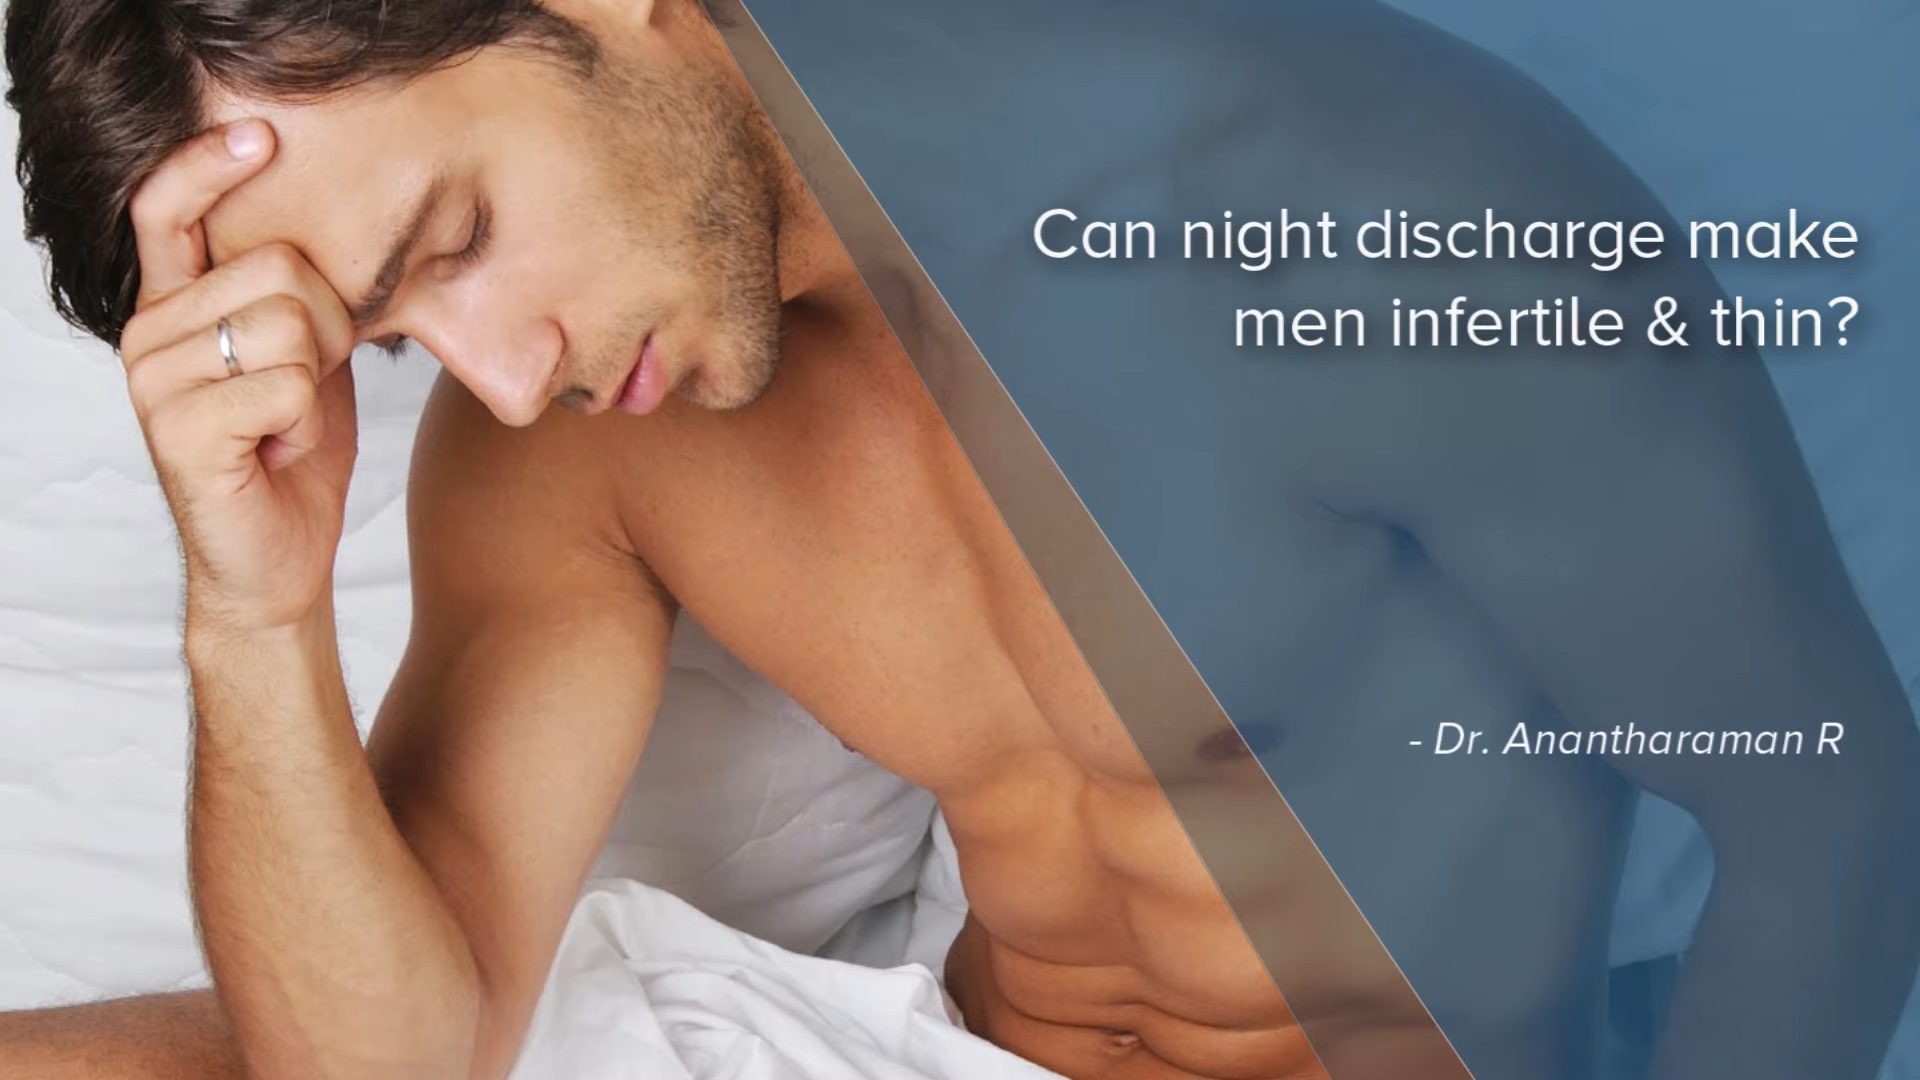 Can night discharge make
men infertile & thin?
- Dr. Anantharaman R